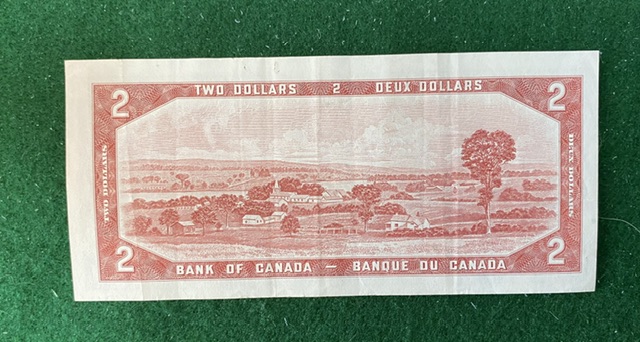 TWO DOLLARS 2 DEUX DOLLARS
2
2
TWO DOLLARS
DEUX DOLLARS
2
2
BANK OF CANADA — BANQUE DU CANADA